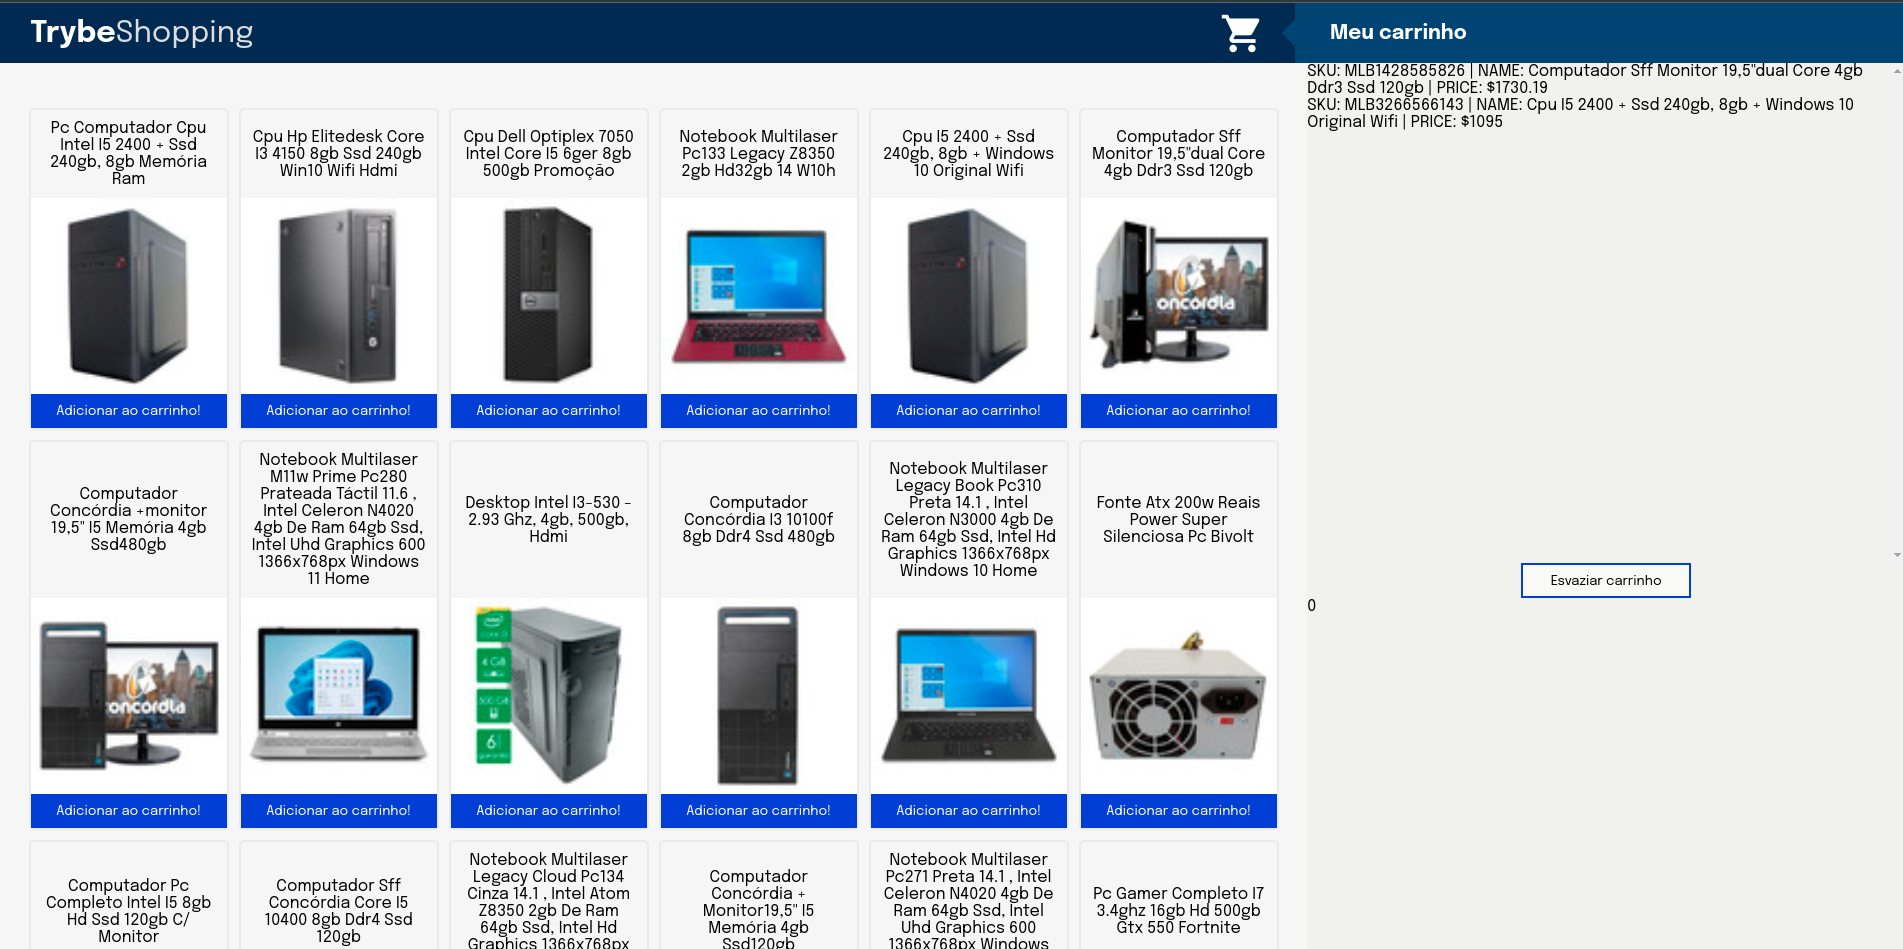 TrybeShopping
Meu carrinho
SKU: MLB1428585826 | NAME: Computador Sff Monitor 19,5"dual Core 4gb
Ddr3 Ssd 120gb | PRICE: $1730.19
SKU: MLB3266566143 | NAME: Cpu I5 2400 + Ssd 240gb, 8gb + Windows 10
Original Wifi | PRICE: $1095
Esvaziar carrinho
0
Pc Computador Cpu
Intel I5 2400 + Ssd
240gb, 8gb Memória
Ram
Adicionar ao carrinho!
Cpu Hp Elitedesk Core
I3 4150 8gb Ssd 240gb
Win10 Wifi Hdmi
Adicionar ao carrinho!
Cpu Dell Optiplex 7050
Intel Core I5 6ger 8gb
500gb Promoção
Adicionar ao carrinho!
Notebook Multilaser
Pc133 Legacy Z8350
2gb Hd32gb 14 W10h
Adicionar ao carrinho!
Cpu I5 2400 + Ssd
240gb, 8gb + Windows
10 Original Wifi
Adicionar ao carrinho!
Computador Sff
Monitor 19,5"dual Core
4gb Ddr3 Ssd 120gb
oncórdia
Adicionar ao carrinho!
Computador
Concórdia +monitor
19,5" I5 Memória 4gb
Ssd480gb
concórdia
Adicionar ao carrinho!
Notebook Multilaser
M11w Prime Pc280
Prateada Táctil 11.6 ,
Intel Celeron N4020
4gb De Ram 64gb Ssd,
Intel Uhd Graphics 600
1366x768px Windows
11 Home
Adicionar ao carrinho!
Desktop Intel I3-530 -
2.93 Ghz, 4gb, 500gb,
Hdmi
4 GB
500 GB
6
Adicionar ao carrinho!
Computador
Concórdia I3 10100f
8gb Ddr4 Ssd 480gb
Adicionar ao carrinho!
Notebook Multilaser
Legacy Book Pc310
Preta 14.1 , Intel
Celeron N3000 4gb De
Ram 64gb Ssd, Intel Hd
Graphics 1366x768px
Windows 10 Home
Adicionar ao carrinho!
Fonte Atx 200w Reais
Power Super
Silenciosa Pc Bivolt
Adicionar ao carrinho!
Computador Pc
Completo Intel I5 8gb
Hd Ssd 120gb C/
Monitor
Computador Sff
Concórdia Core I5
10400 8gb Ddr4 Ssd
120gb
Notebook Multilaser
Legacy Cloud Pc134
Cinza 14.1 , Intel Atom
Z8350 2gb De Ram
64gb Ssd, Intel Hd
Graphics 1366x768px
Computador
Concórdia +
Monitor19,5" I5
Memória 4gb
Ssd120gb
Notebook Multilaser
Pc271 Preta 14.1 , Intel
Celeron N4020 4gb De
Ram 64gb Ssd, Intel
Uhd Graphics 600
1366x768px Windows
Pc Gamer Completo I7
3.4ghz 16gb Hd 500gb
Gtx 550 Fortnite